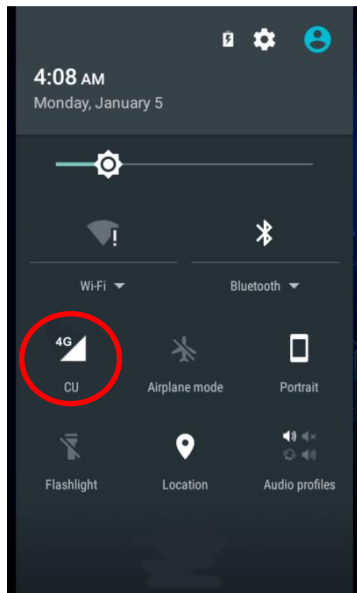 4:08 AM
Monday, January 5
!
Wi-Fi
Bluetooth
4G
CU
Airplane mode
Portrait
Flashlight
Location
Audio profiles